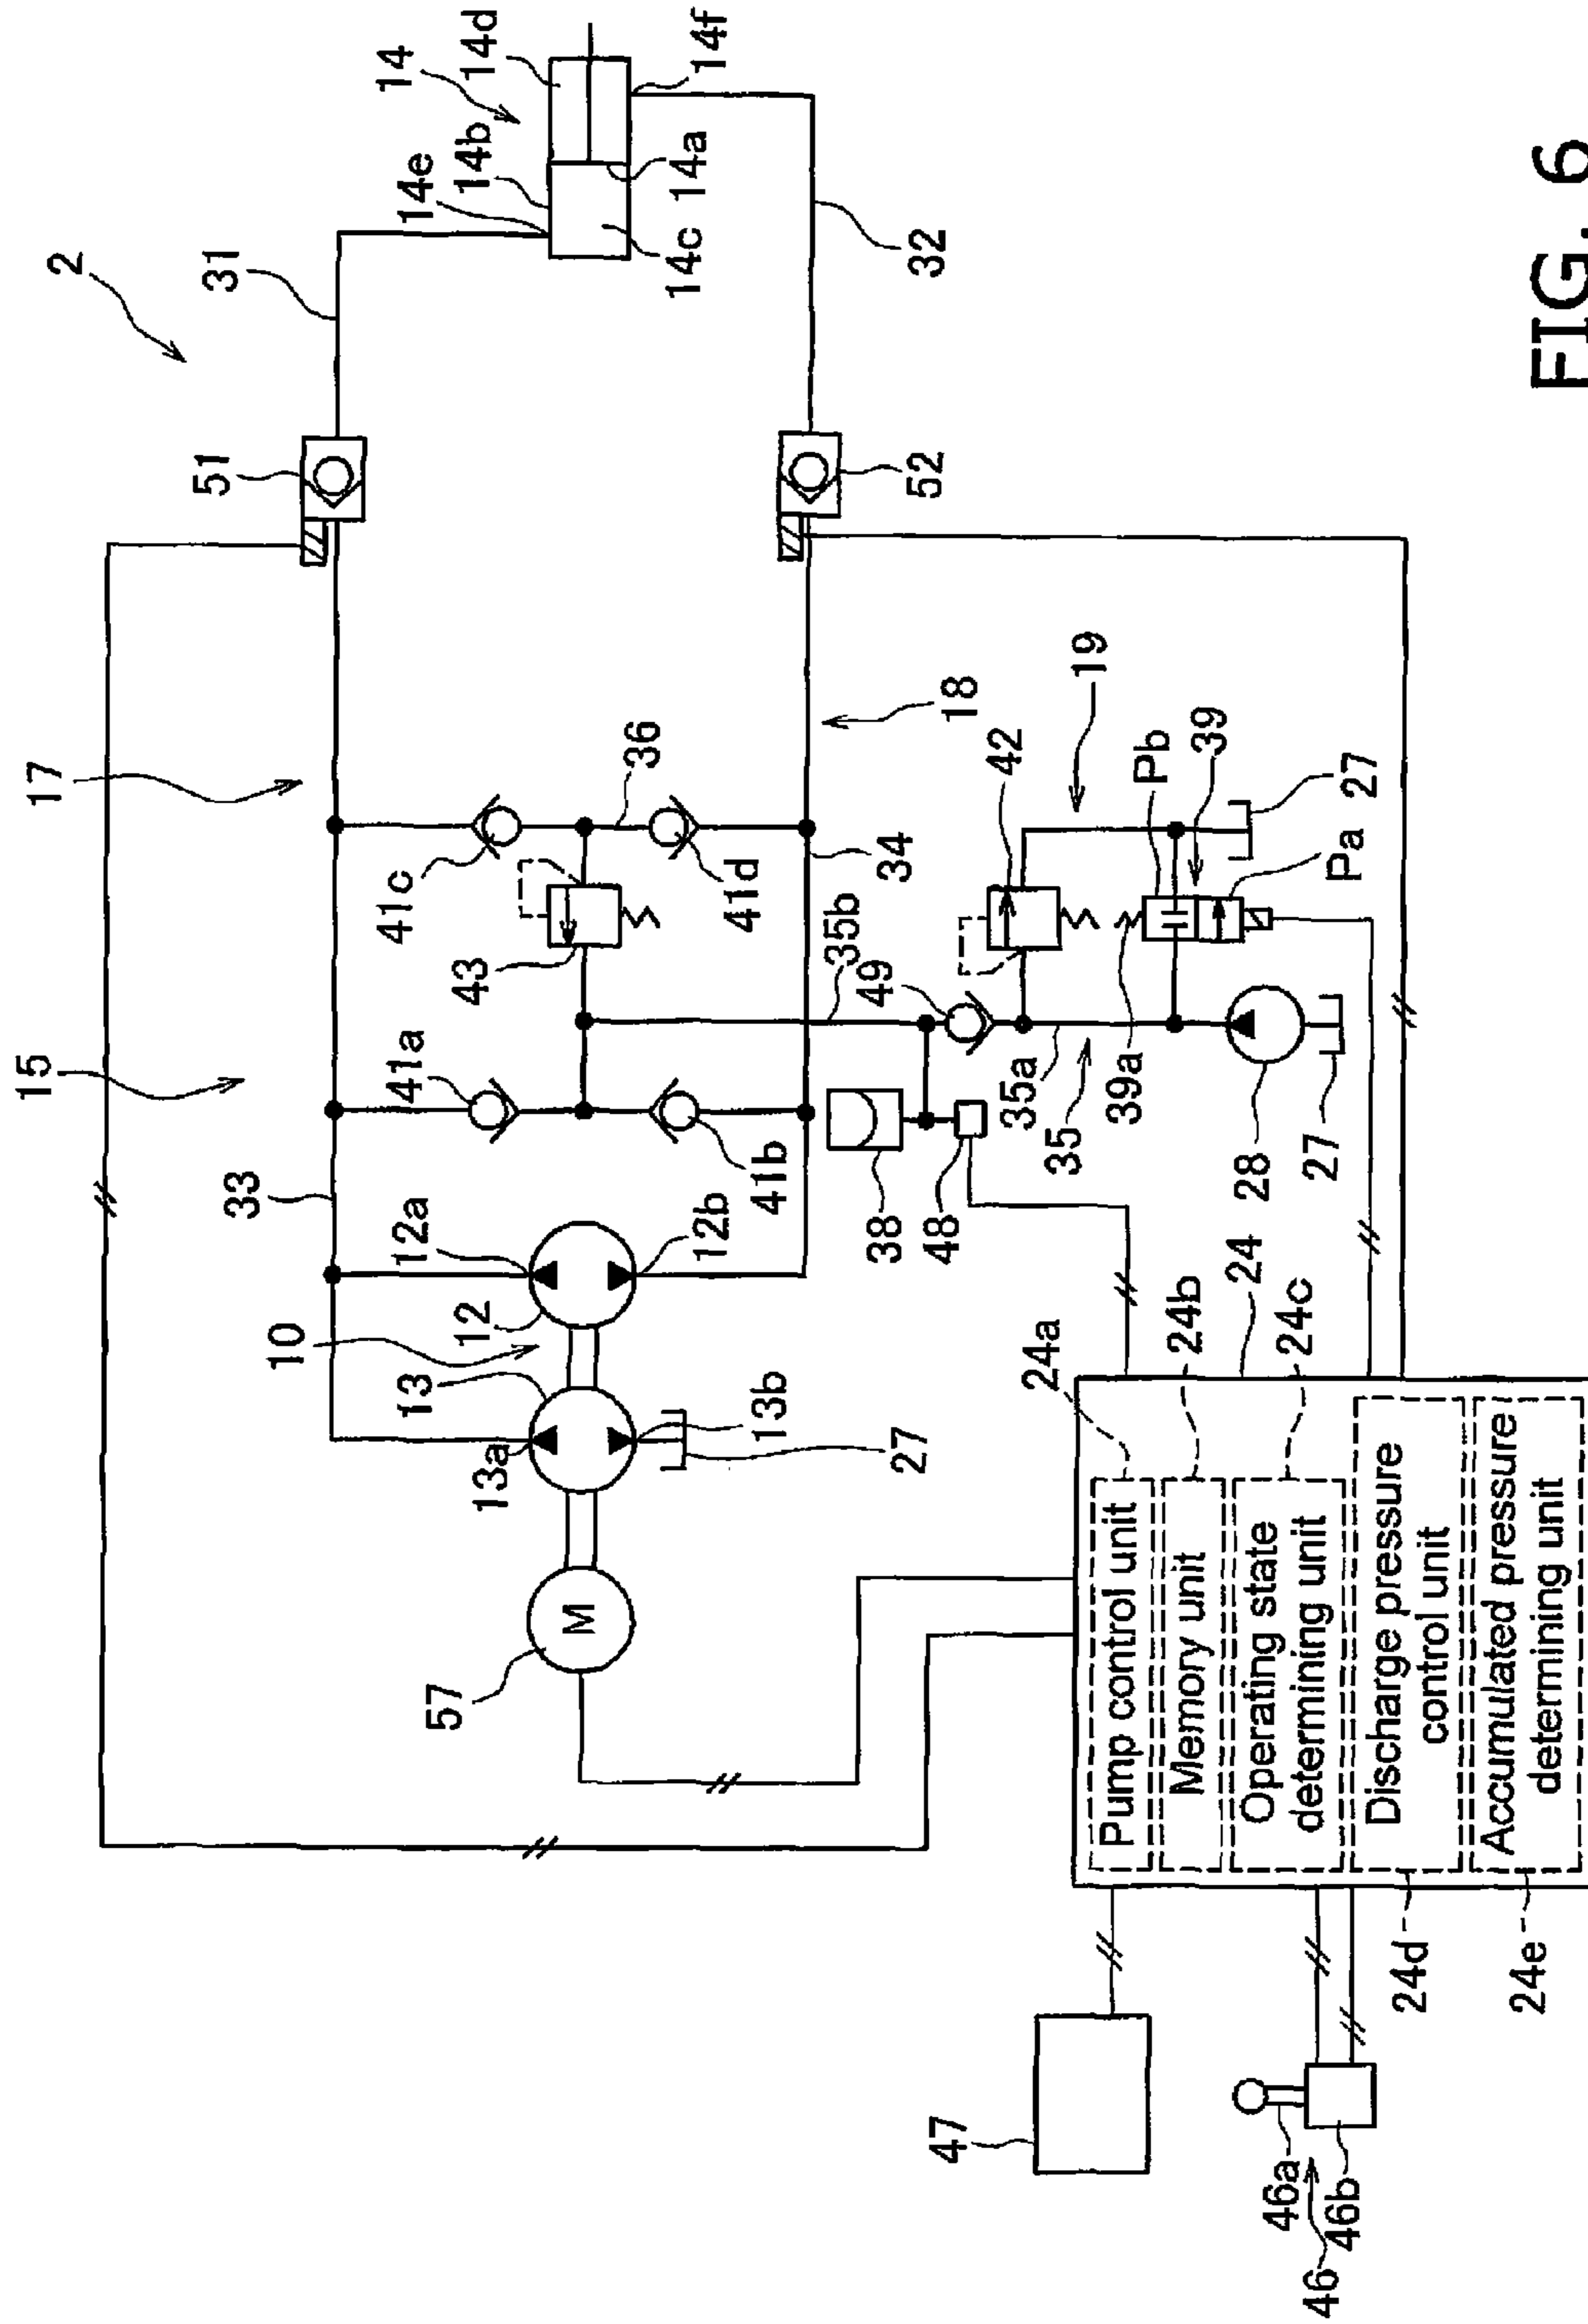 2
31
14
14d
14b
14e
14f
14a
14c
32
51
52
17
15
33
36
41c
41d
43
34
18
35b
41a
41b
49
42
19
Pb
39
27
Pa
39a
35a
35
28
27
38
48
10
12a
12
12b
13
13a
13b
27
57
M
24
24a
24b
24c
Pump control unit
Memory unit
Operating state
determining unit
Discharge pressure
control unit
Accumulated pressure
determining unit
24d
24e
47
46a
46b
46
FIG. 6